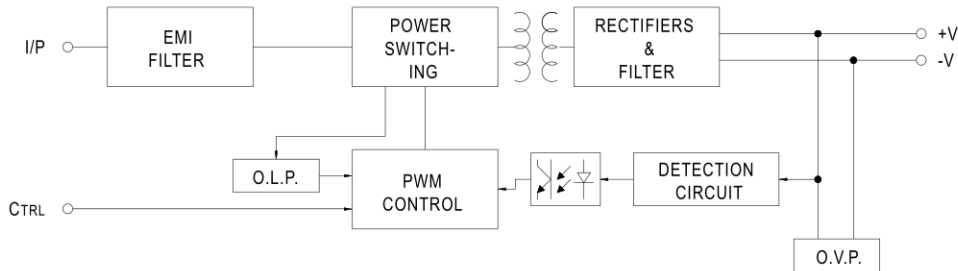 I/P
EMI
FILTER
POWER
SWITCH-
ING
RECTIFIERS
&
FILTER
+V
-V
O.L.P.
PWM
CONTROL
DETECTION
CIRCUIT
CTRL
O.V.P.